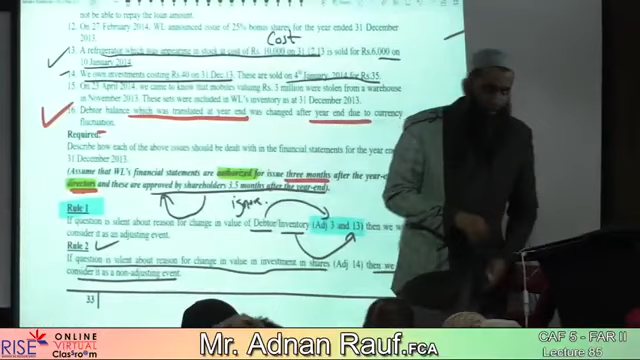 not be able to repay the loan amount.
12. On 27 February 2014, WL announced issue of 25% bonus shares for the year ended 31 December
2013.
Cost
13. A refrigerator which was appearing in stock at cost of Rs. 10,000 on 31.12.13 is sold for Rs.6,000 on
10 January 2014.
14. We own investments costing Rs.40 on 31 Dec.13. These are sold on 4th January, 2014 for Rs.35.
15. On 23 April 2014, we came to know that mobiles valuing Rs. 3 million were stolen from a warehouse
in November 2013. These sets were included in WL's inventory as at 31 December 2013.
16. Debtor balance which was translated at year end was changed after year end due to currency
fluctuation.
Required:
Describe how each of the above issues should be dealt with in the financial statements for the year en
31 December 2013.
(Assume that WL's financial statements are authorized for issue three months after the year-e
directors and these are approved by shareholders 3.5 months after the year-end).
ignore.
Rule 1
If question is silent about reason for change in value of Debtor/Inventory (Adj 3 and 13) then we
consider it as an adjusting event.
Rule 2
If question is silent about reason for change in value in investment in shares (Adj 14) then we
consider it as a non-adjusting event.
33
RISE
ONLINE
VIRTUAL
Classroom
Mr. Adnan Rauf.FCA
CAF 5 - FAR II
Lecture 85